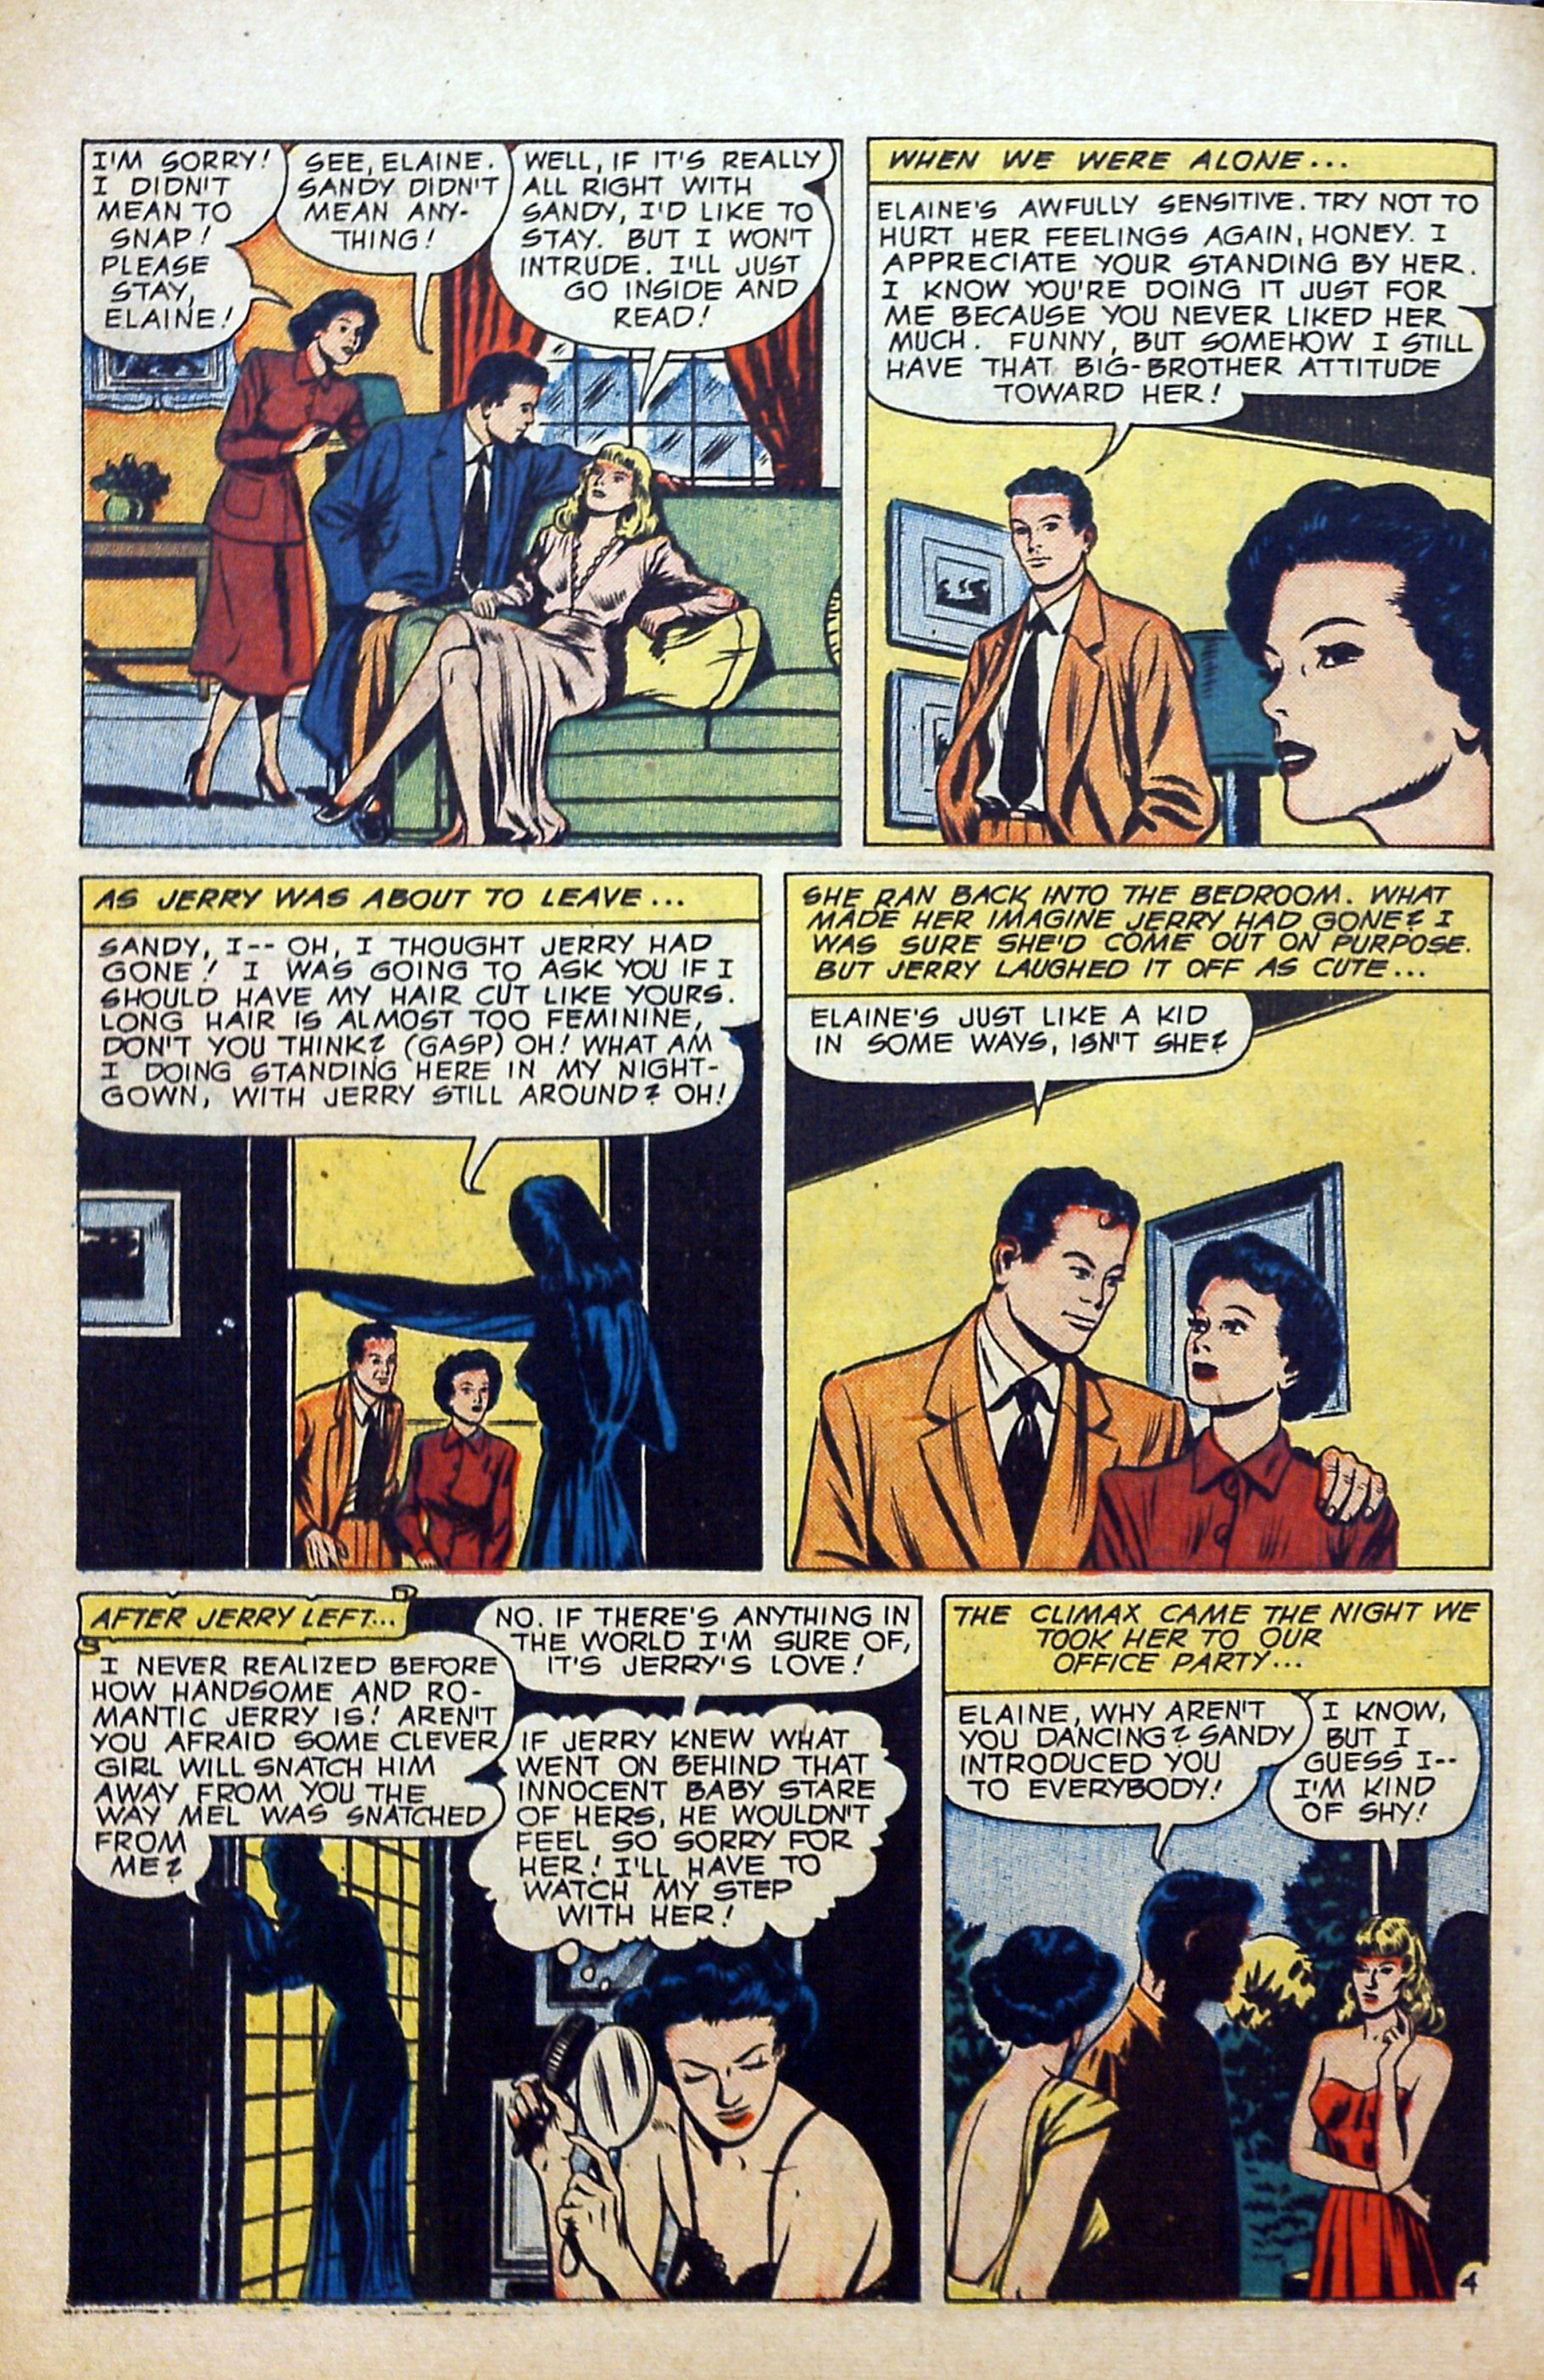 I'M SORRY!
I DIDN'T
MEAN TO
SNAP!
PLEASE
STAY,
ELAINE!
SEE, ELAINE.
SANDY DIDN'T
MEAN ANY-
THING!
WELL, IF IT'S REALLY
ALL RIGHT WITH
SANDY, I'D LIKE TO
STAY. BUT I WON'T
INTRUDE. I'LL JUST
GO INSIDE AND
READ!
WHEN WE WERE ALONE...
ELAINE'S AWFULLY SENSITIVE. TRY NOT TO
HURT HER FEELINGS AGAIN, HONEY. I
APPRECIATE YOUR STANDING BY HER.
I KNOW YOU'RE DOING IT JUST FOR
ME BECAUSE YOU NEVER LIKED HER
MUCH. FUNNY, BUT SOMEHOW I STILL
HAVE THAT BIG-BROTHER ATTITUDE
TOWARD HER!
AS JERRY WAS ABOUT TO LEAVE...
SANDY, I-- OH, I THOUGHT JERRY HAD
GONE! I WAS GOING TO ASK YOU IF I
SHOULD HAVE MY HAIR CUT LIKE YOURS.
LONG HAIR IS ALMOST TOO FEMININE,
DON'T YOU THINK? (GASP) OH! WHAT AM
I DOING STANDING HERE IN MY NIGHT-
GOWN, WITH JERRY STILL AROUND? OH!
SHE RAN BACK INTO THE BEDROOM. WHAT
MADE HER IMAGINE JERRY HAD GONE? I
WAS SURE SHE'D COME OUT ON PURPOSE.
BUT JERRY LAUGHED IT OFF AS CUTE...
ELAINE'S JUST LIKE A KID
IN SOME WAYS, ISN'T SHE?
AFTER JERRY LEFT...
I NEVER REALIZED BEFORE
HOW HANDSOME AND RO-
MANTIC JERRY IS! AREN'T
YOU AFRAID SOME CLEVER
GIRL WILL SNATCH HIM
AWAY FROM YOU THE
WAY MEL WAS SNATCHED
FROM
ME?
NO. IF THERE'S ANYTHING IN
THE WORLD I'M SURE OF,
IT'S JERRY'S LOVE!
IF JERRY KNEW WHAT
WENT ON BEHIND THAT
INNOCENT BABY STARE
OF HERS, HE WOULDN'T
FEEL SO SORRY FOR
HER! I'LL HAVE TO
WATCH MY STEP
WITH HER!
THE CLIMAX CAME THE NIGHT WE
TOOK HER TO OUR
OFFICE PARTY...
ELAINE, WHY AREN'T
YOU DANCING? SANDY
INTRODUCED YOU
TO EVERYBODY!
I KNOW,
BUT I
GUESS I--
I'M KIND
OF SHY!
4